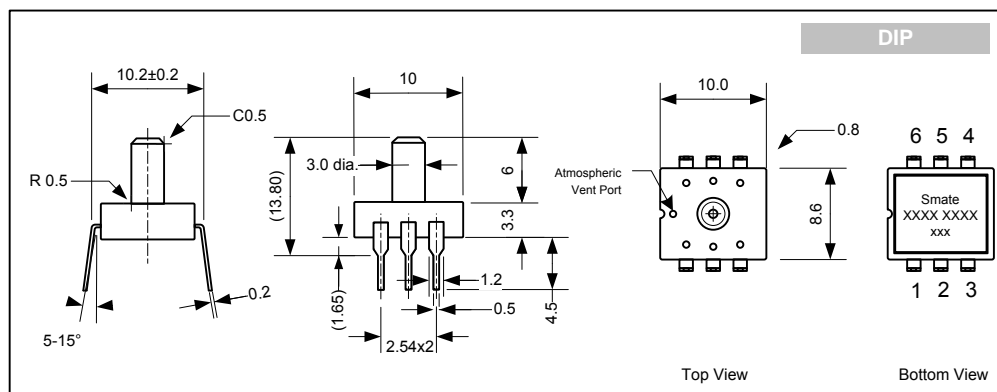 DIP
10.2±0.2
C0.5
R 0.5
5-15°
0.2
10
3.0 dia.
(13.80)
6
3.3
(1.65)
1.2
0.5
4.5
2.54x2
10.0
0.8
Atmospheric
Vent Port
8.6
Top View
6 5 4
Smate
XXXX XXXX
xxx
1 2 3
Bottom View